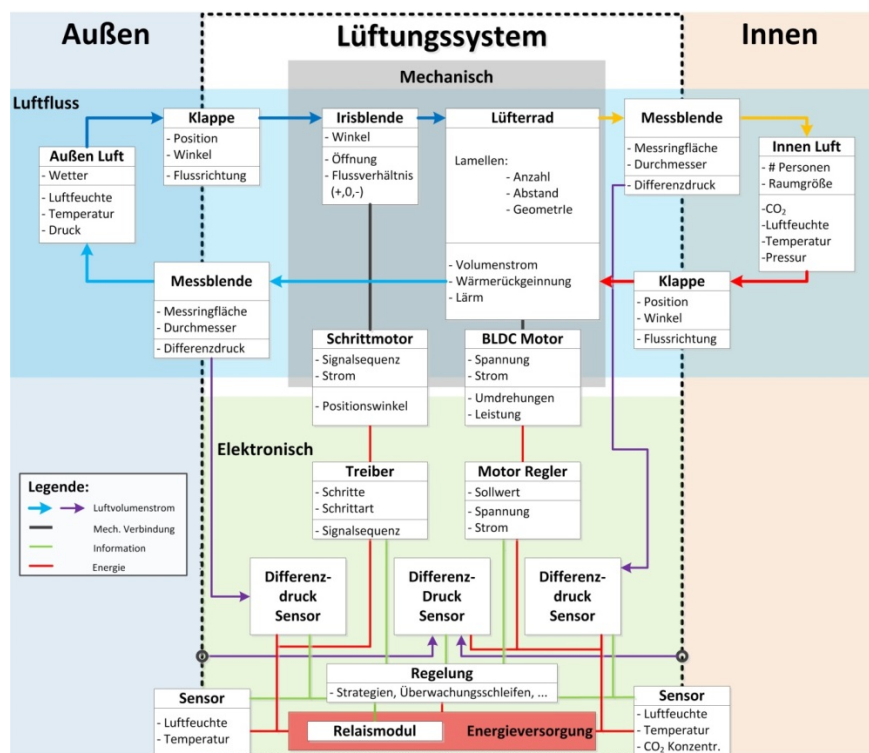 Außen
Lüftungssystem
Innen
Mechanisch
Luftfluss
Klappe
- Position
- Winkel
- Flussrichtung
Irisblende
- Winkel
- Öffnung
- Flussverhältnis
(+,0,-)
Lüfterrad
Lamellen:
- Anzahl
- Abstand
- Geometrle
- Volumenstrom
- Wärmerückgeinnung
- Lärm
Messblende
- Messringfläche
- Durchmesser
- Differenzdruck
Außen Luft
- Wetter
- Luftfeuchte
- Temperatur
- Druck
Innen Luft
- # Personen
- Raumgröße
-CO₂
-Luftfeuchte
-Temperatur
-Pressur
Messblende
- Messringfläche
- Durchmesser
- Differenzdruck
Klappe
- Position
- Winkel
- Flussrichtung
Schrittmotor
- Signalsequenz
- Strom
- Positionswinkel
BLDC Motor
- Spannung
- Strom
- Umdrehungen
- Leistung
Elektronisch
Treiber
- Schritte
- Schrittart
- Signalsequenz
Motor Regler
- Sollwert
- Spannung
- Strom
Legende:
Luftvolumenstrom
Mech. Verbindung
Information
Energie
Differenz-
druck
Sensor
Differenz-
Druck
Sensor
Differenz-
druck
Sensor
Regelung
- Strategien, Überwachungsschleifen, ...
Sensor
- Luftfeuchte
- Temperatur
Relaismodul
Energieversorgung
Sensor
- Luftfeuchte
- Temperatur
- CO₂ Konzentr.